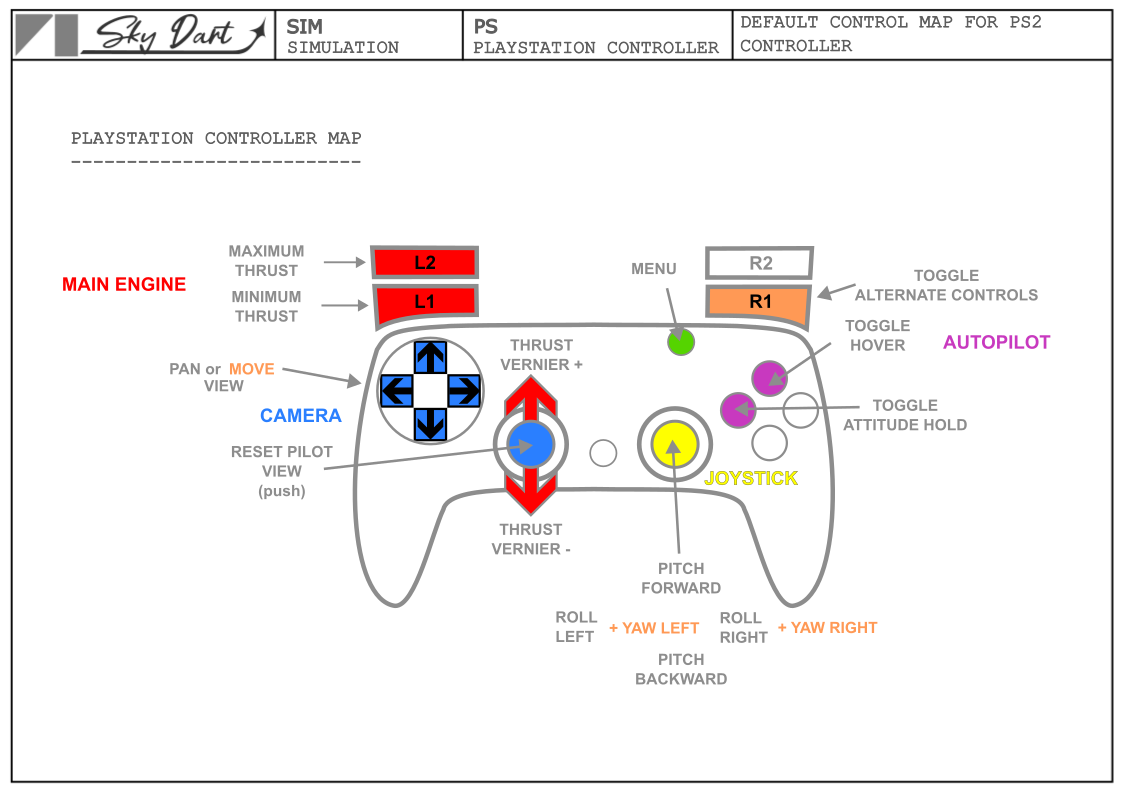 Sky Dart
SIM
SIMULATION
PS
PLAYSTATION CONTROLLER
DEFAULT CONTROL MAP FOR PS2
CONTROLLER
PLAYSTATION CONTROLLER MAP
--------------------------
MAXIMUM
THRUST
MAIN ENGINE
MINIMUM
THRUST
L2
L1
MENU
R2
R1
TOGGLE
ALTERNATE CONTROLS
TOGGLE
HOVER
AUTOPILOT
THRUST
VERNIER +
PAN or MOVE
VIEW
CAMERA
TOGGLE
ATTITUDE HOLD
RESET PILOT
VIEW
(push)
JOYSTICK
THRUST
VERNIER -
PITCH
FORWARD
ROLL
LEFT
+ YAW LEFT
ROLL
RIGHT
+ YAW RIGHT
PITCH
BACKWARD